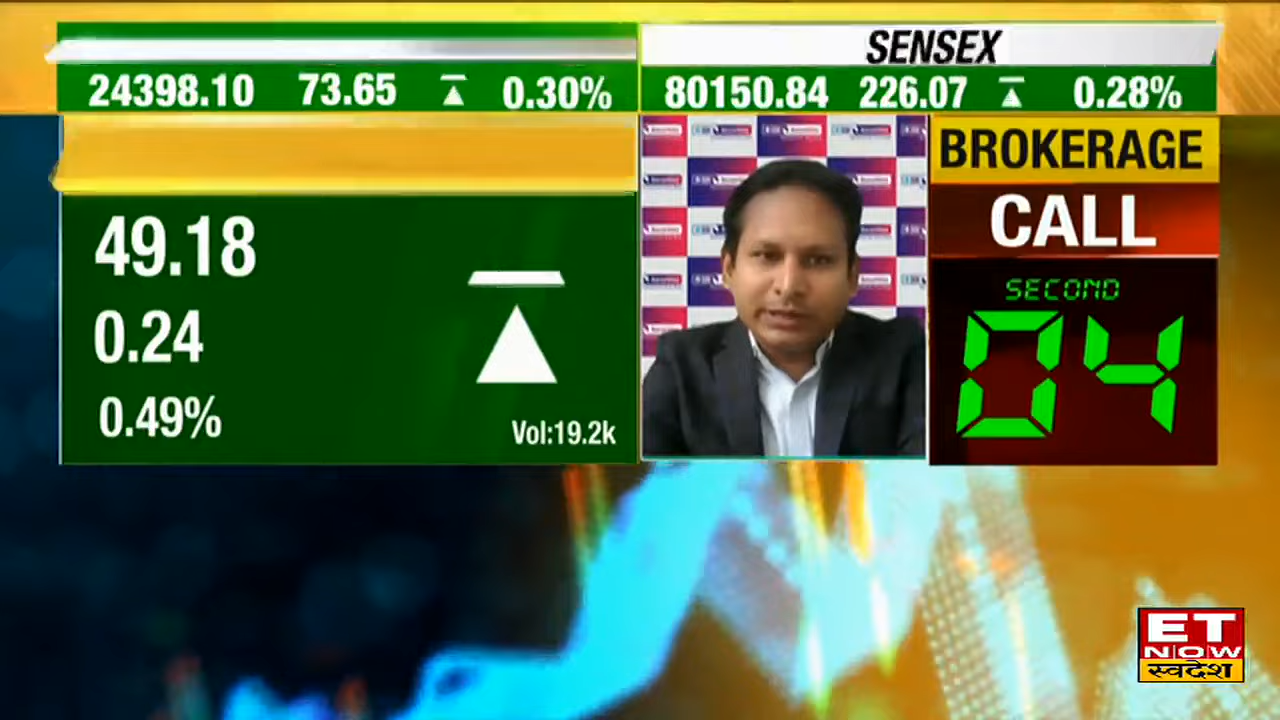 SENSEX
24398.10 73.65 0.30%
80150.84 226.07 0.28%
BROKERAGE
CALL
49.18
0.24
0.49%
Vol:19.2k
SECOND
04
ET
NOW
स्वदेश